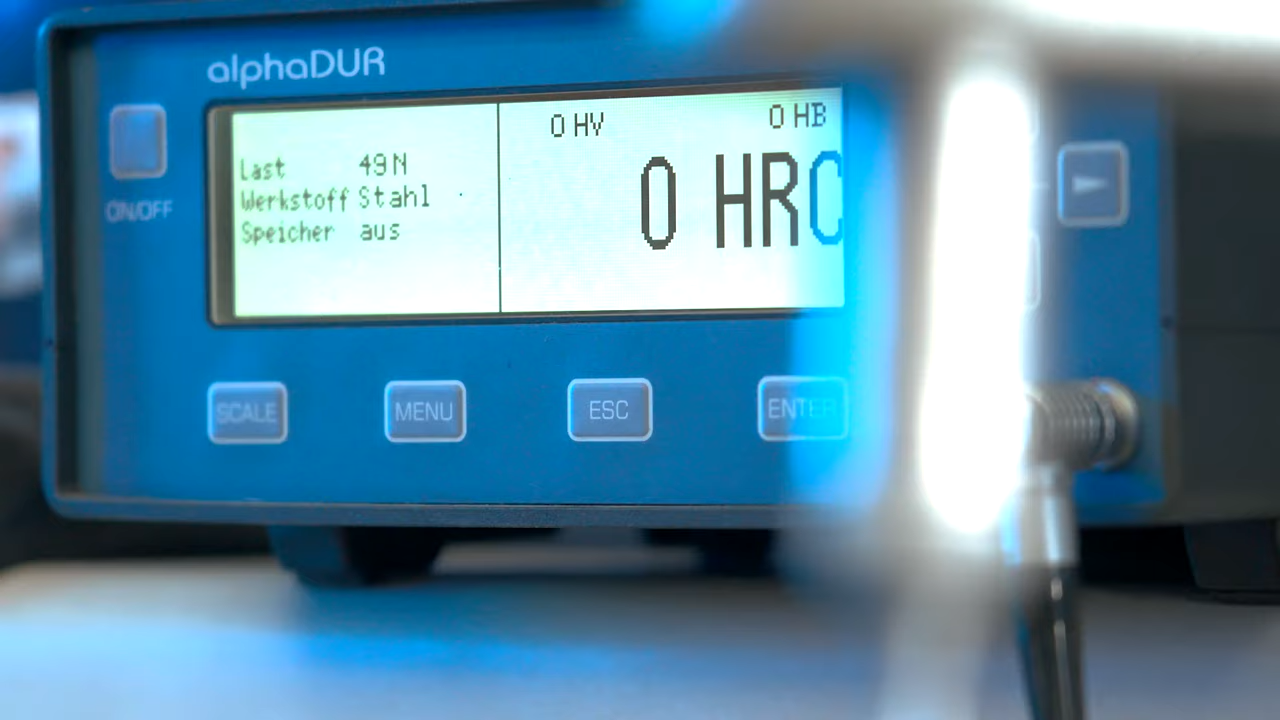 alphaDUR
ON/OFF
Last 49 N
Werkstoff Stahl
Speicher aus
0 HV 0 HB
0 HRC
SCALE MENU ESC ENTER